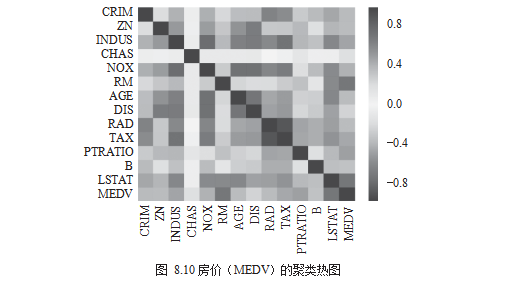 CRIM
ZN
INDUS
CHAS
NOX
RM
AGE
DIS
RAD
TAX
PTRATIO
B
LSTAT
MEDV
0.8
0.4
0.0
−0.4
−0.8
CRIM
ZN
INDUS
CHAS
NOX
RM
AGE
DIS
RAD
TAX
PTRATIO
B
LSTAT
MEDV
图 8.10 房价（MEDV）的聚类热图